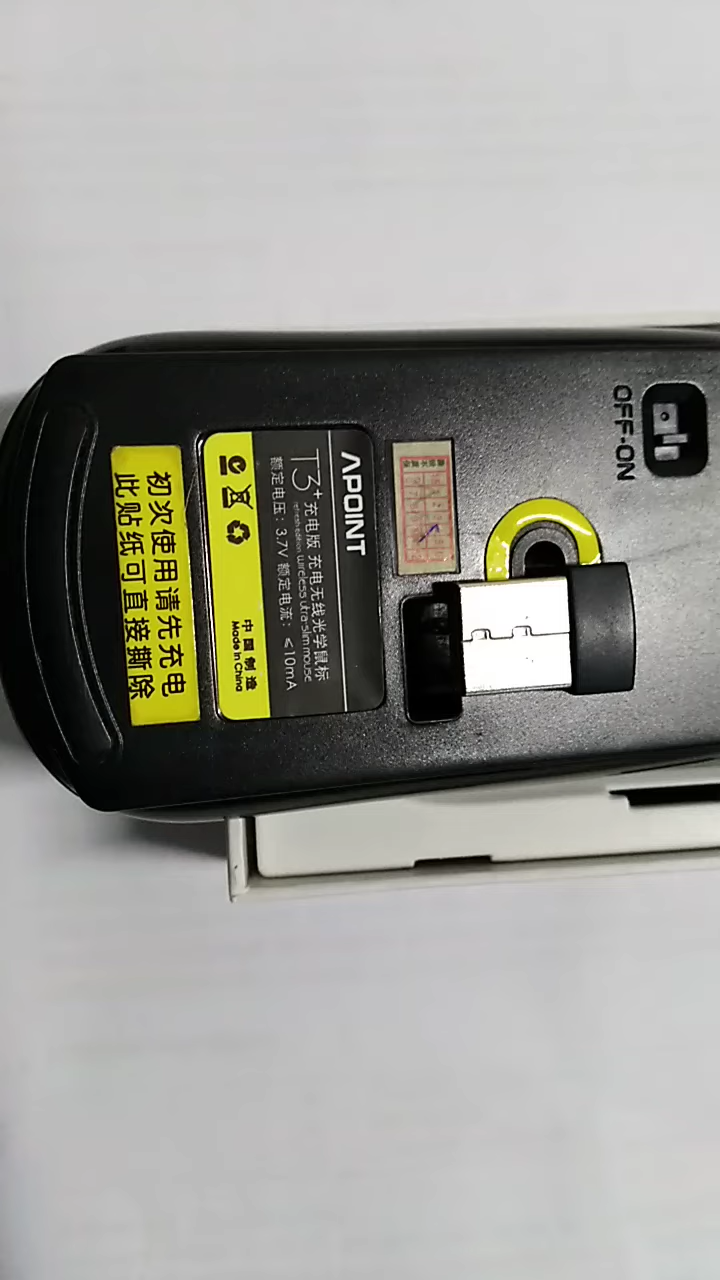 OFF-ON
APOINT
T3+ 充电版 充电无线光学鼠标
wireless ultra-slim mouse
额定电压：3.7V 额定电流：≤10mA
中国制造
Made in China
初次使用请先充电
此贴纸可直接撕除